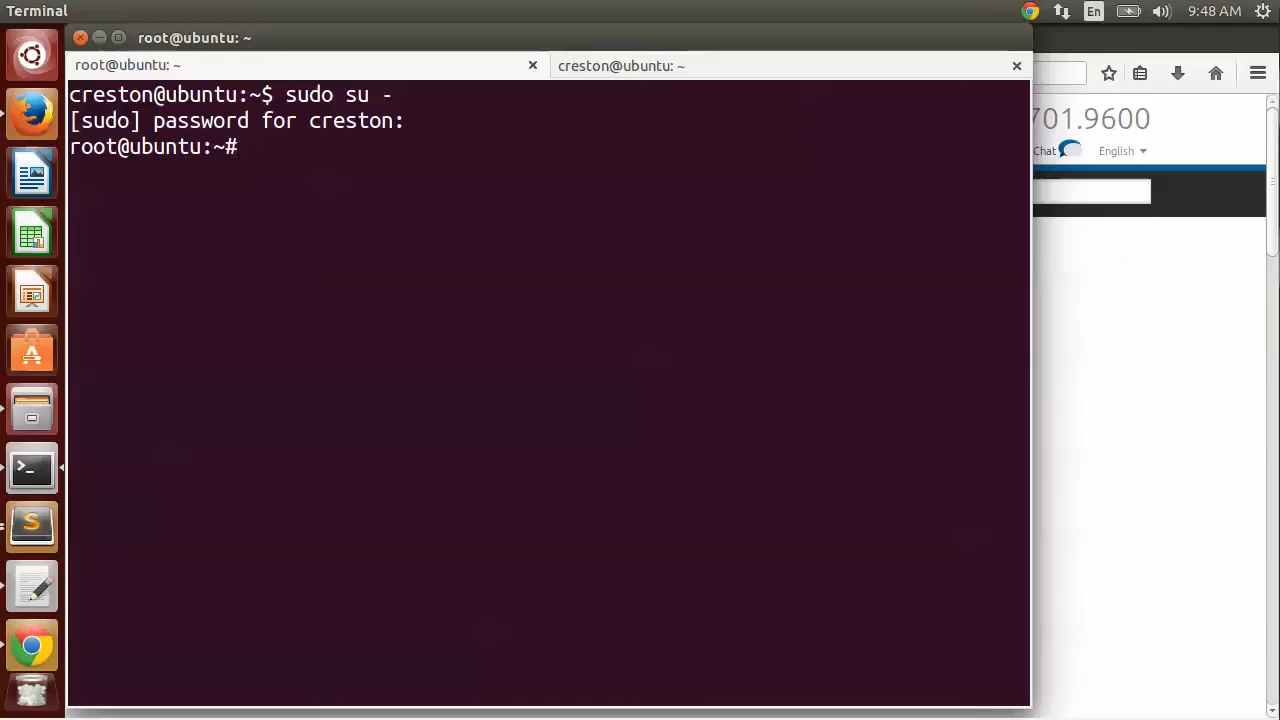 Terminal
En
9:48 AM
root@ubuntu: ~
root@ubuntu: ~
creston@ubuntu: ~
creston@ubuntu:~$ sudo su -
[sudo] password for creston:
root@ubuntu:~#
701.9600
Chat
English